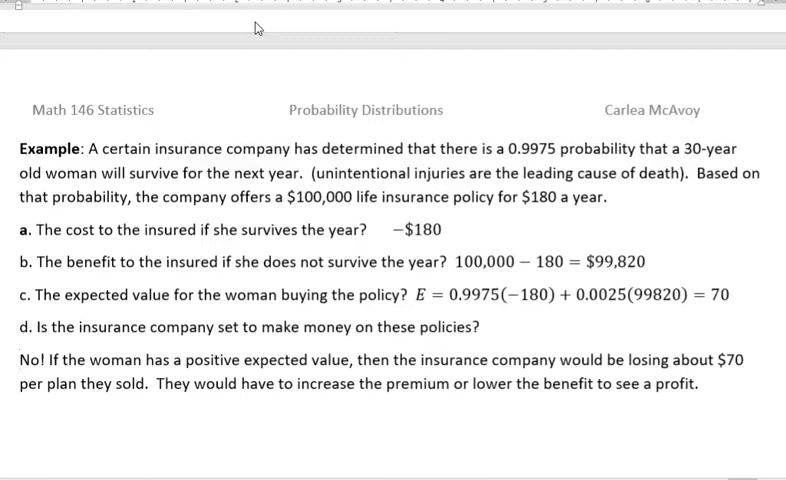 Math 146 Statistics Probability Distributions Carlea McAvoy
Example: A certain insurance company has determined that there is a 0.9975 probability that a 30-year
old woman will survive for the next year. (unintentional injuries are the leading cause of death). Based on
that probability, the company offers a $100,000 life insurance policy for $180 a year.
a. The cost to the insured if she survives the year? −$180
b. The benefit to the insured if she does not survive the year? 100,000 − 180 = $99,820
c. The expected value for the woman buying the policy? E = 0.9975(−180) + 0.0025(99820) = 70
d. Is the insurance company set to make money on these policies?
No! If the woman has a positive expected value, then the insurance company would be losing about $70
per plan they sold. They would have to increase the premium or lower the benefit to see a profit.